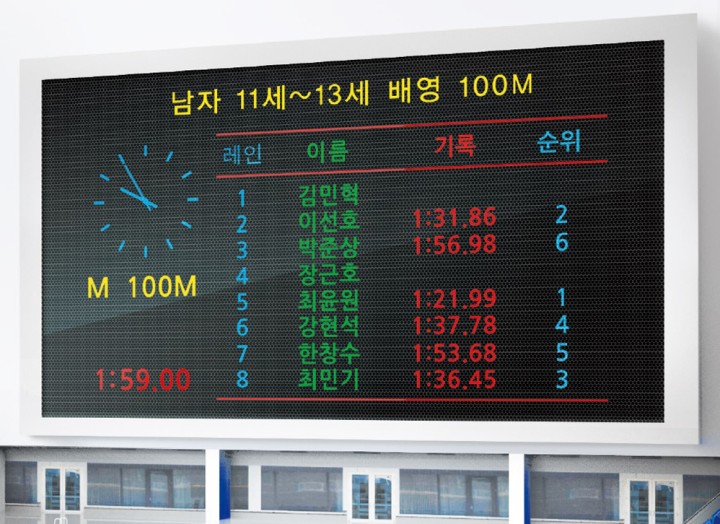 남자 11세~13세 배영 100M
레인 이름 기록 순위
1 김민혁
2 이선호 1:31.86 2
3 박준상 1:56.98 6
4 장근호
5 최윤원 1:21.99 1
6 강현석 1:37.78 4
7 한창수 1:53.68 5
8 최민기 1:36.45 3
M 100M
1:59.00